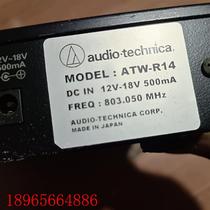 audio-technica
MODEL : ATW-R14
DC IN 12V-18V 500mA
FREQ : 803.050 MHz
AUDIO-TECHNICA CORP.
MADE IN JAPAN
2V-18V
500mA
18965664886